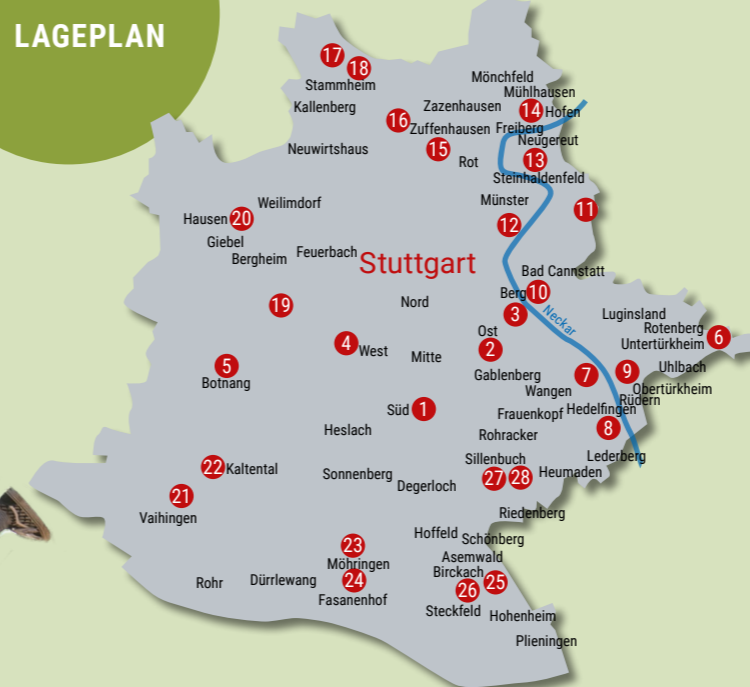 LAGEPLAN
17
18
Stammheim
Mönchfeld
Mühlhausen
Kallenberg
Zazenhausen
14 Hofen
16
Zuffenhausen
Freiberg
Neugereut
Neuwirtshaus
15
Rot
13
Steinhaldenfeld
Münster
Weilimdorf
11
Hausen 20
12
Giebel
Bergheim
Feuerbach
Stuttgart
Bad Cannstatt
Berg 10
19
Nord
3
Neckar
Luginsland
Rotenberg
Ost
6
4
West
2
Untertürkheim
Mitte
5
Botnang
Gablenberg
7
9
Uhlbach
Wangen
Obertürkheim
Rüdern
Süd 1
Frauenkopf
Hedelfingen
Heslach
8
Rohracker
Lederberg
Sillenbuch
22 Kaltental
Sonnenberg
Degerloch
27
28
Heumaden
21
Vaihingen
Riedenberg
Hoffeld
Schönberg
23
Möhringen
Asemwald
Birckach
Rohr
Dürrlewang
24
25
26
Fasanenhof
Steckfeld
Hohenheim
Plieningen